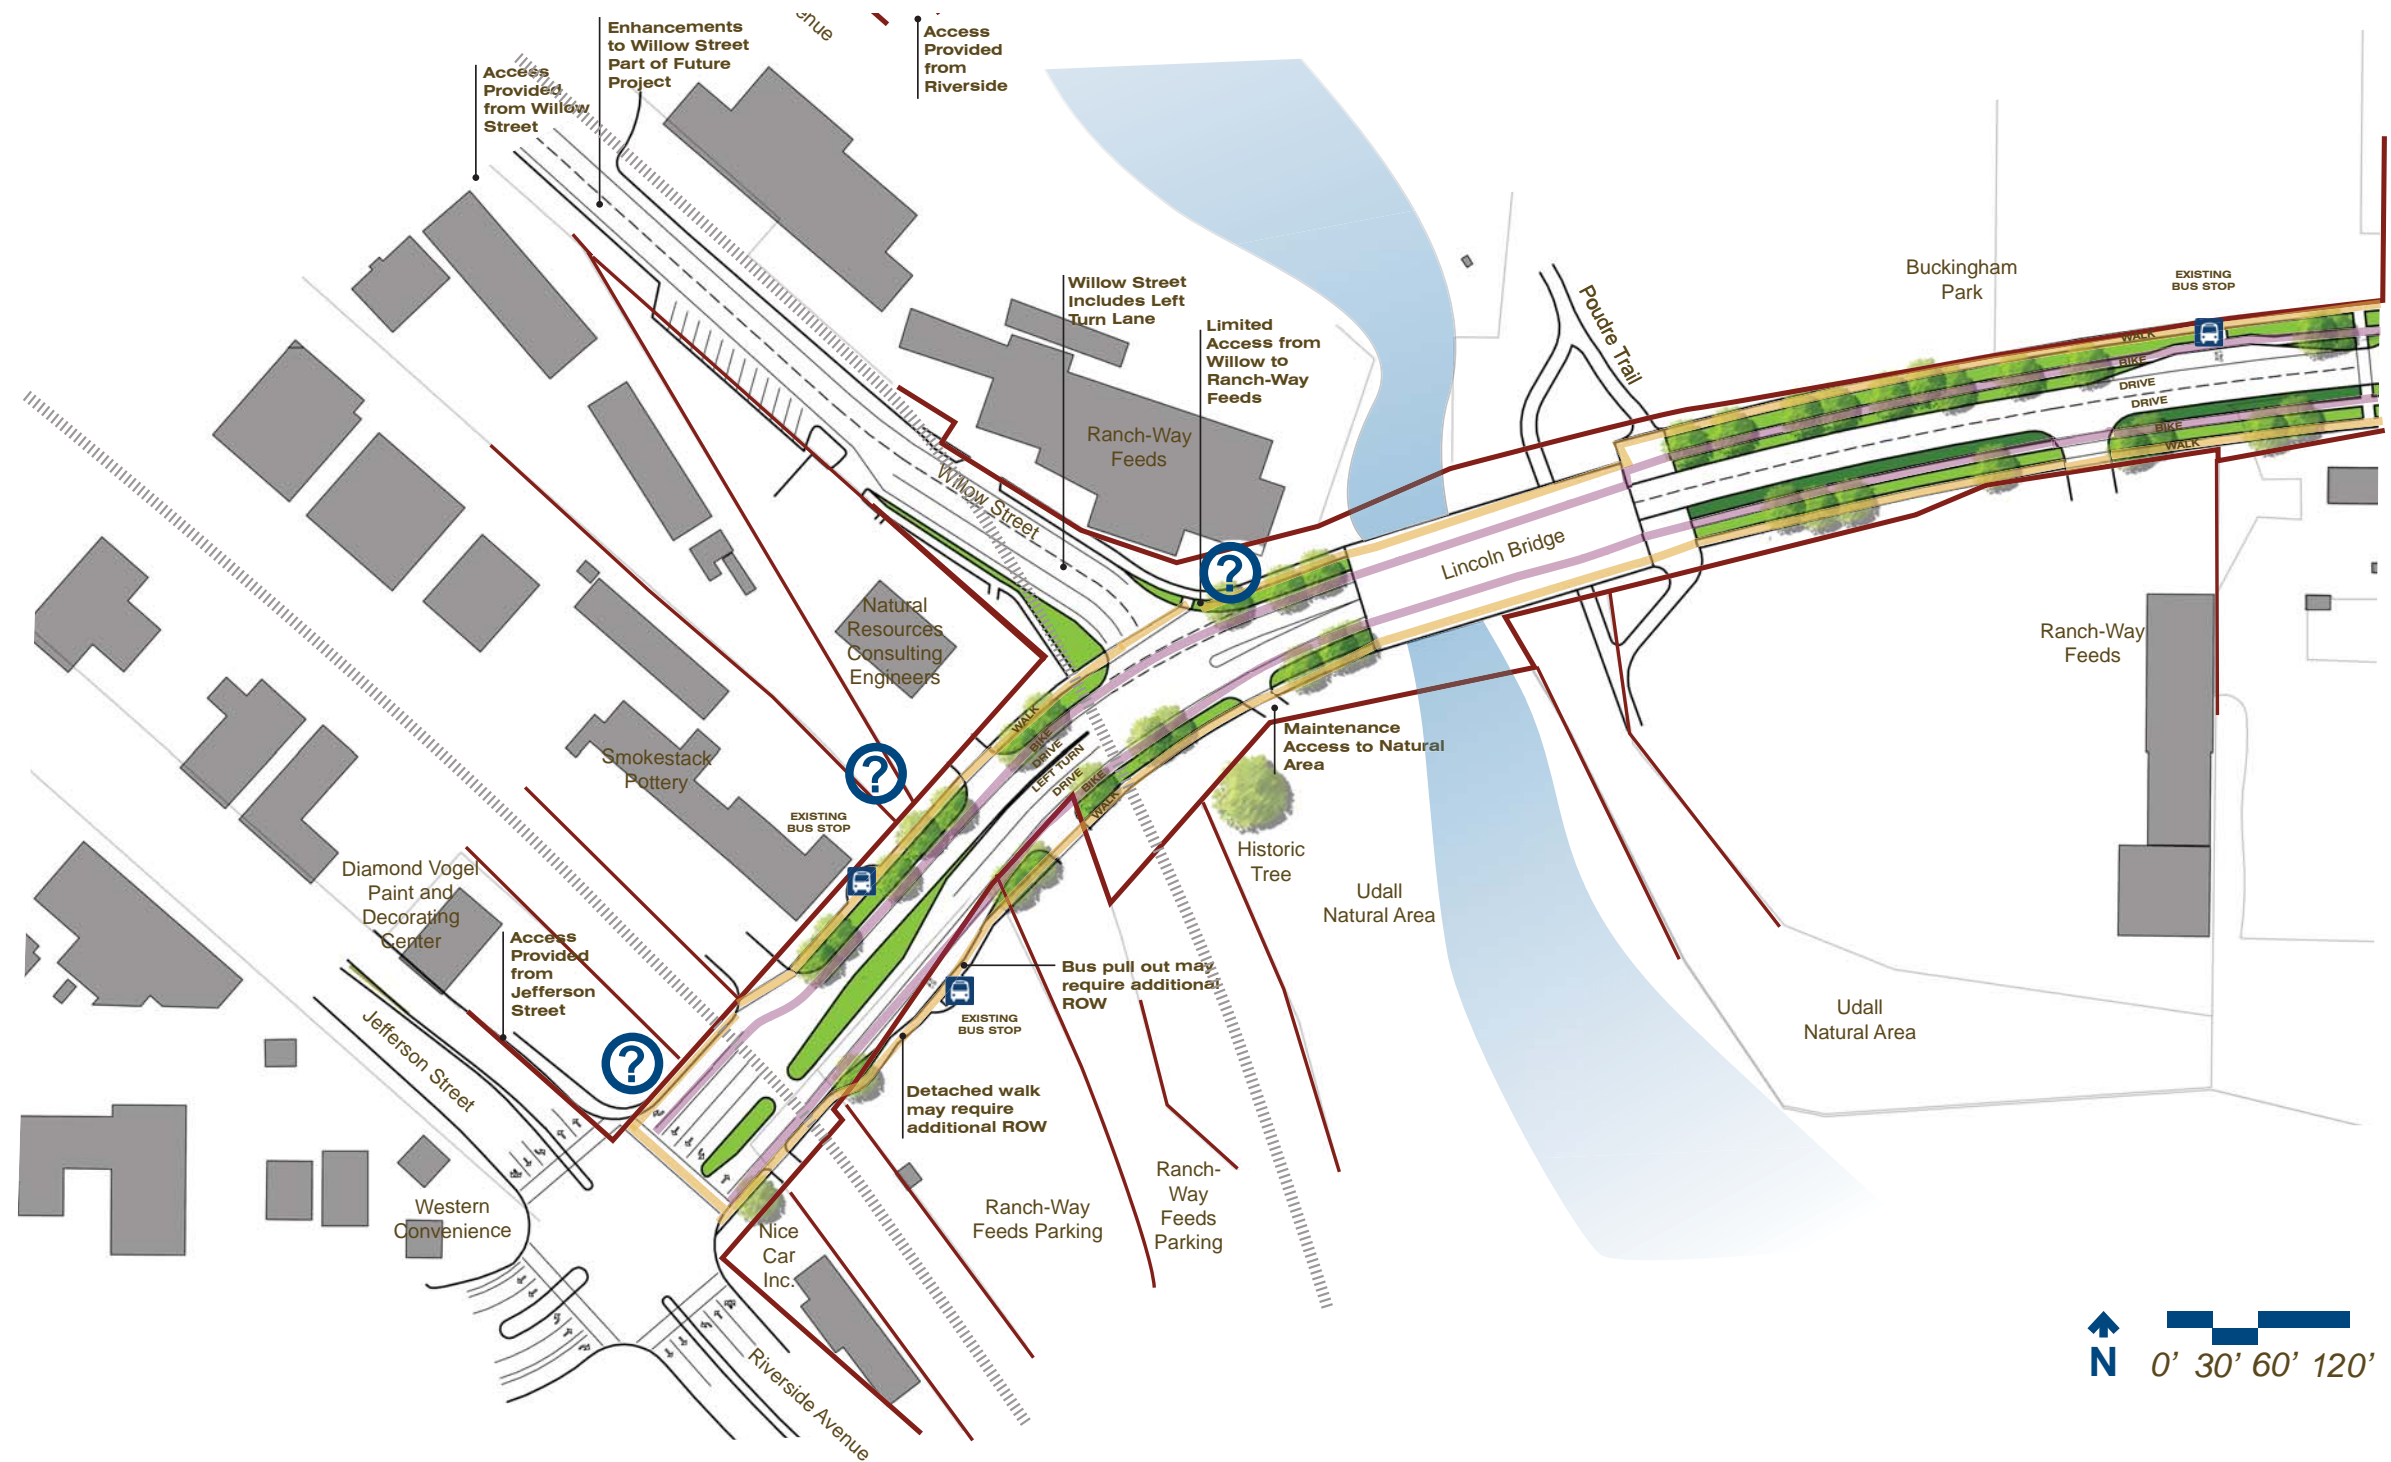 enue
Enhancements
to Willow Street
Part of Future
Project
Access
Provided
from
Riverside
Access
Provided
from Willow
Street
Willow Street
Includes Left
Turn Lane
Limited
Access from
Willow to
Ranch-Way
Feeds
Poudre Trail
Buckingham
Park
EXISTING
BUS STOP
WALK
BIKE
DRIVE
DRIVE
BIKE
WALK
Ranch-Way
Feeds
Willow Street
?
Lincoln Bridge
Natural
Resources
Consulting
Engineers
Ranch-Way
Feeds
WALK
BIKE
DRIVE
LEFT TURN
DRIVE
BIKE
WALK
Maintenance
Access to Natural
Area
Smokestack
Pottery
?
EXISTING
BUS STOP
Historic
Tree
Udall
Natural Area
Diamond Vogel
Paint and
Decorating
Center
Access
Provided
from
Jefferson
Street
Bus pull out may
require additional
ROW
EXISTING
BUS STOP
Udall
Natural Area
Jefferson Street
?
Detached walk
may require
additional ROW
Western
Convenience
Nice
Car
Inc.
Ranch-Way
Feeds Parking
Ranch-
Way
Feeds
Parking
Riverside Avenue
N
0’ 30’ 60’ 120’